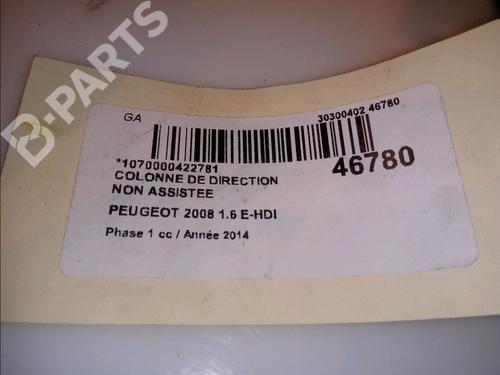 B-PARTS
GA
30300402 46780
*1070000422781
46780
COLONNE DE DIRECTION
NON ASSISTEE
PEUGEOT 2008 1.6 E-HDI
Phase 1 cc / Année 2014